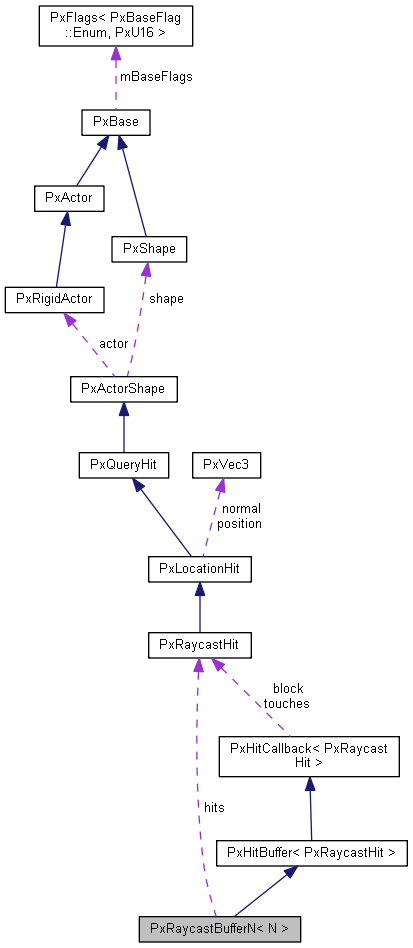 PxFlags< PxBaseFlag
::Enum, PxU16 >
mBaseFlags
PxBase
PxActor
PxShape
PxRigidActor
shape
actor
PxActorShape
PxQueryHit
PxVec3
normal
position
PxLocationHit
PxRaycastHit
block
touches
PxHitCallback< PxRaycast
Hit >
hits
PxHitBuffer< PxRaycastHit >
PxRaycastBufferN< N >